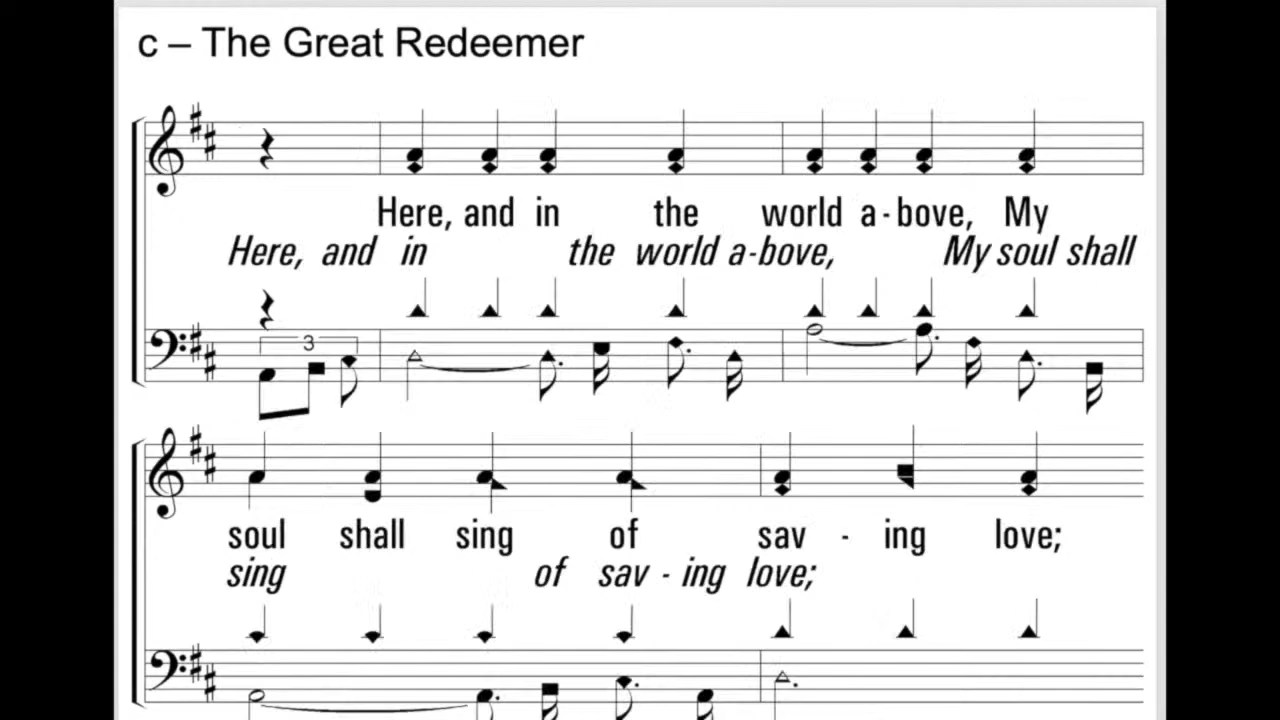 c – The Great Redeemer
Here, and in the world a - bove, My
Here, and in the world a - bove, My soul shall
3
soul shall sing of sav - ing love;
sing of sav - ing love;